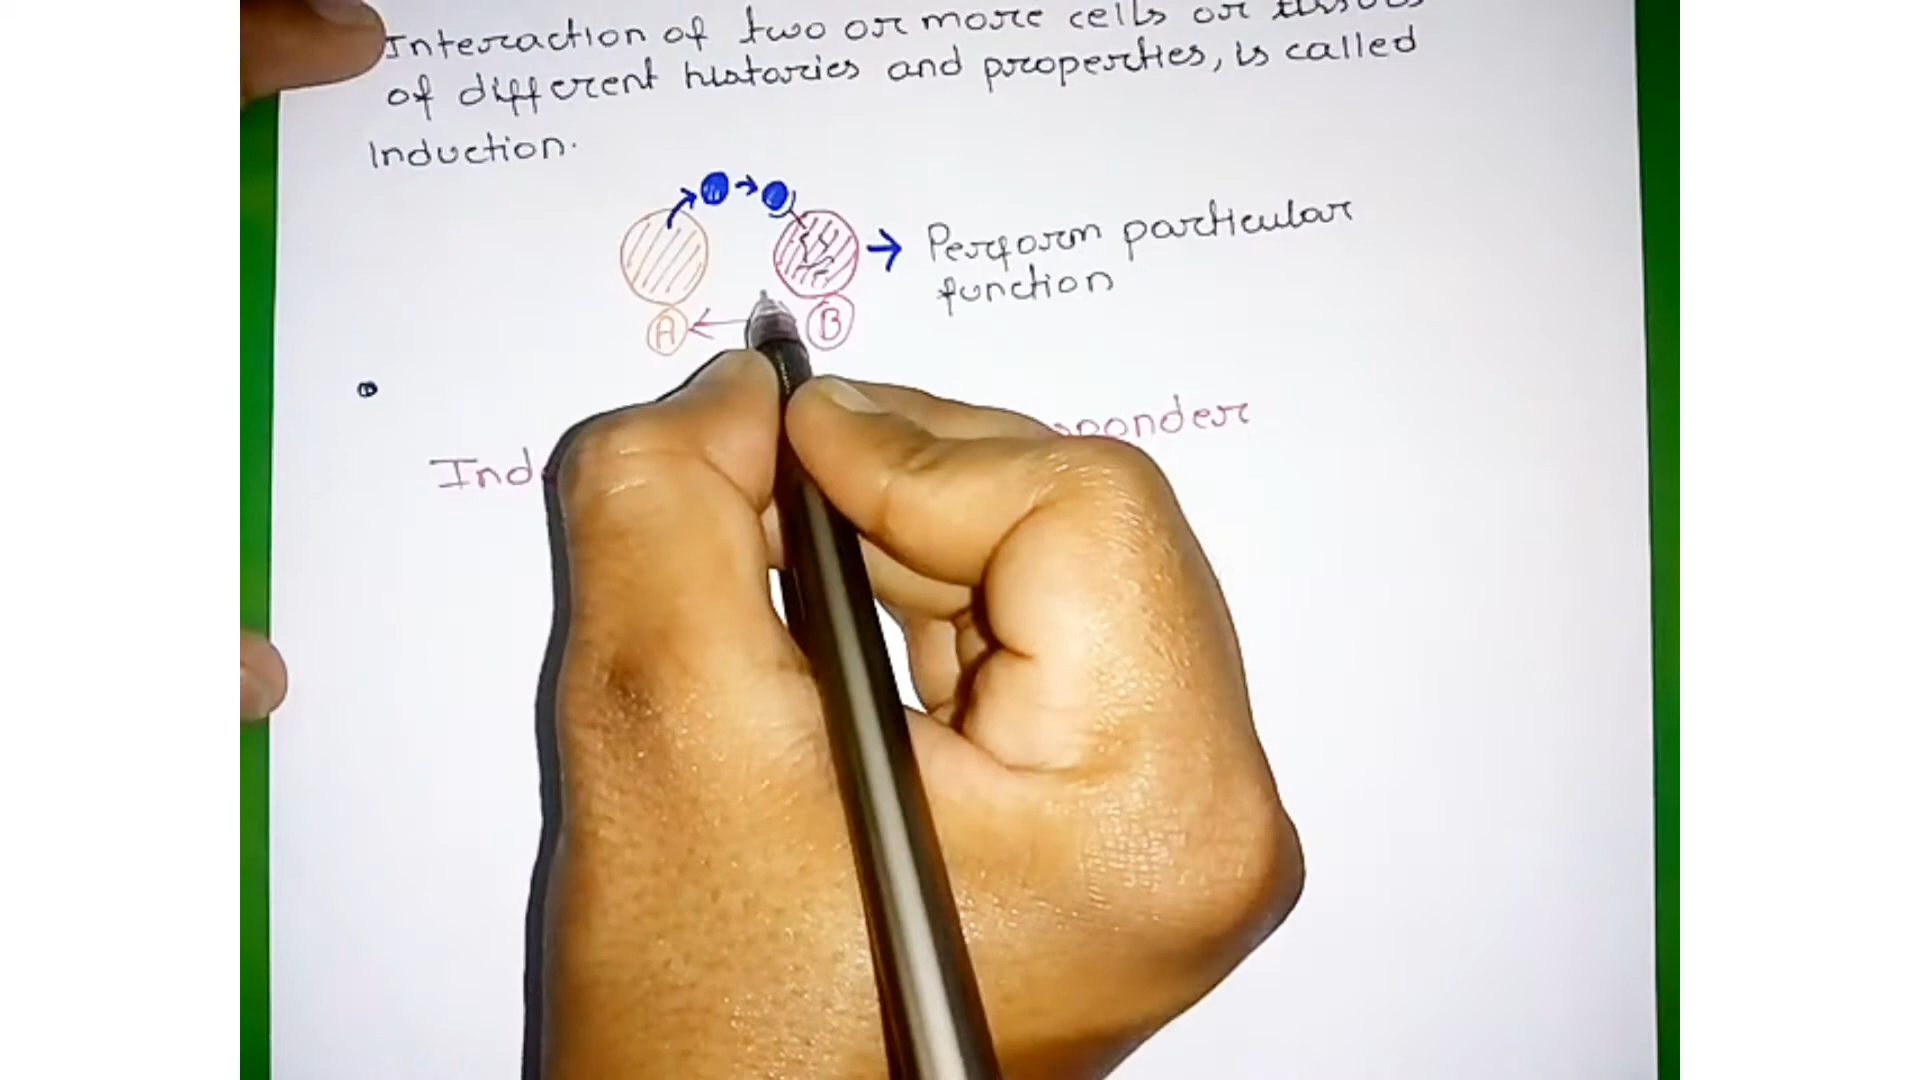 Interaction of two or more cells or tissues
of different histories and properties, is called
Induction.
Perform particular
function
A B
Ind
ponder